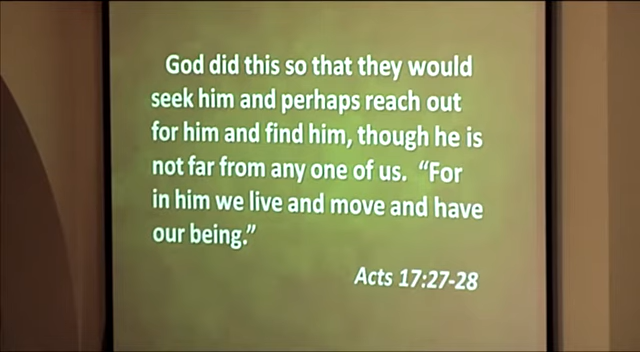 God did this so that they would
seek him and perhaps reach out
for him and find him, though he is
not far from any one of us.  “For
in him we live and move and have
our being.”
Acts 17:27-28